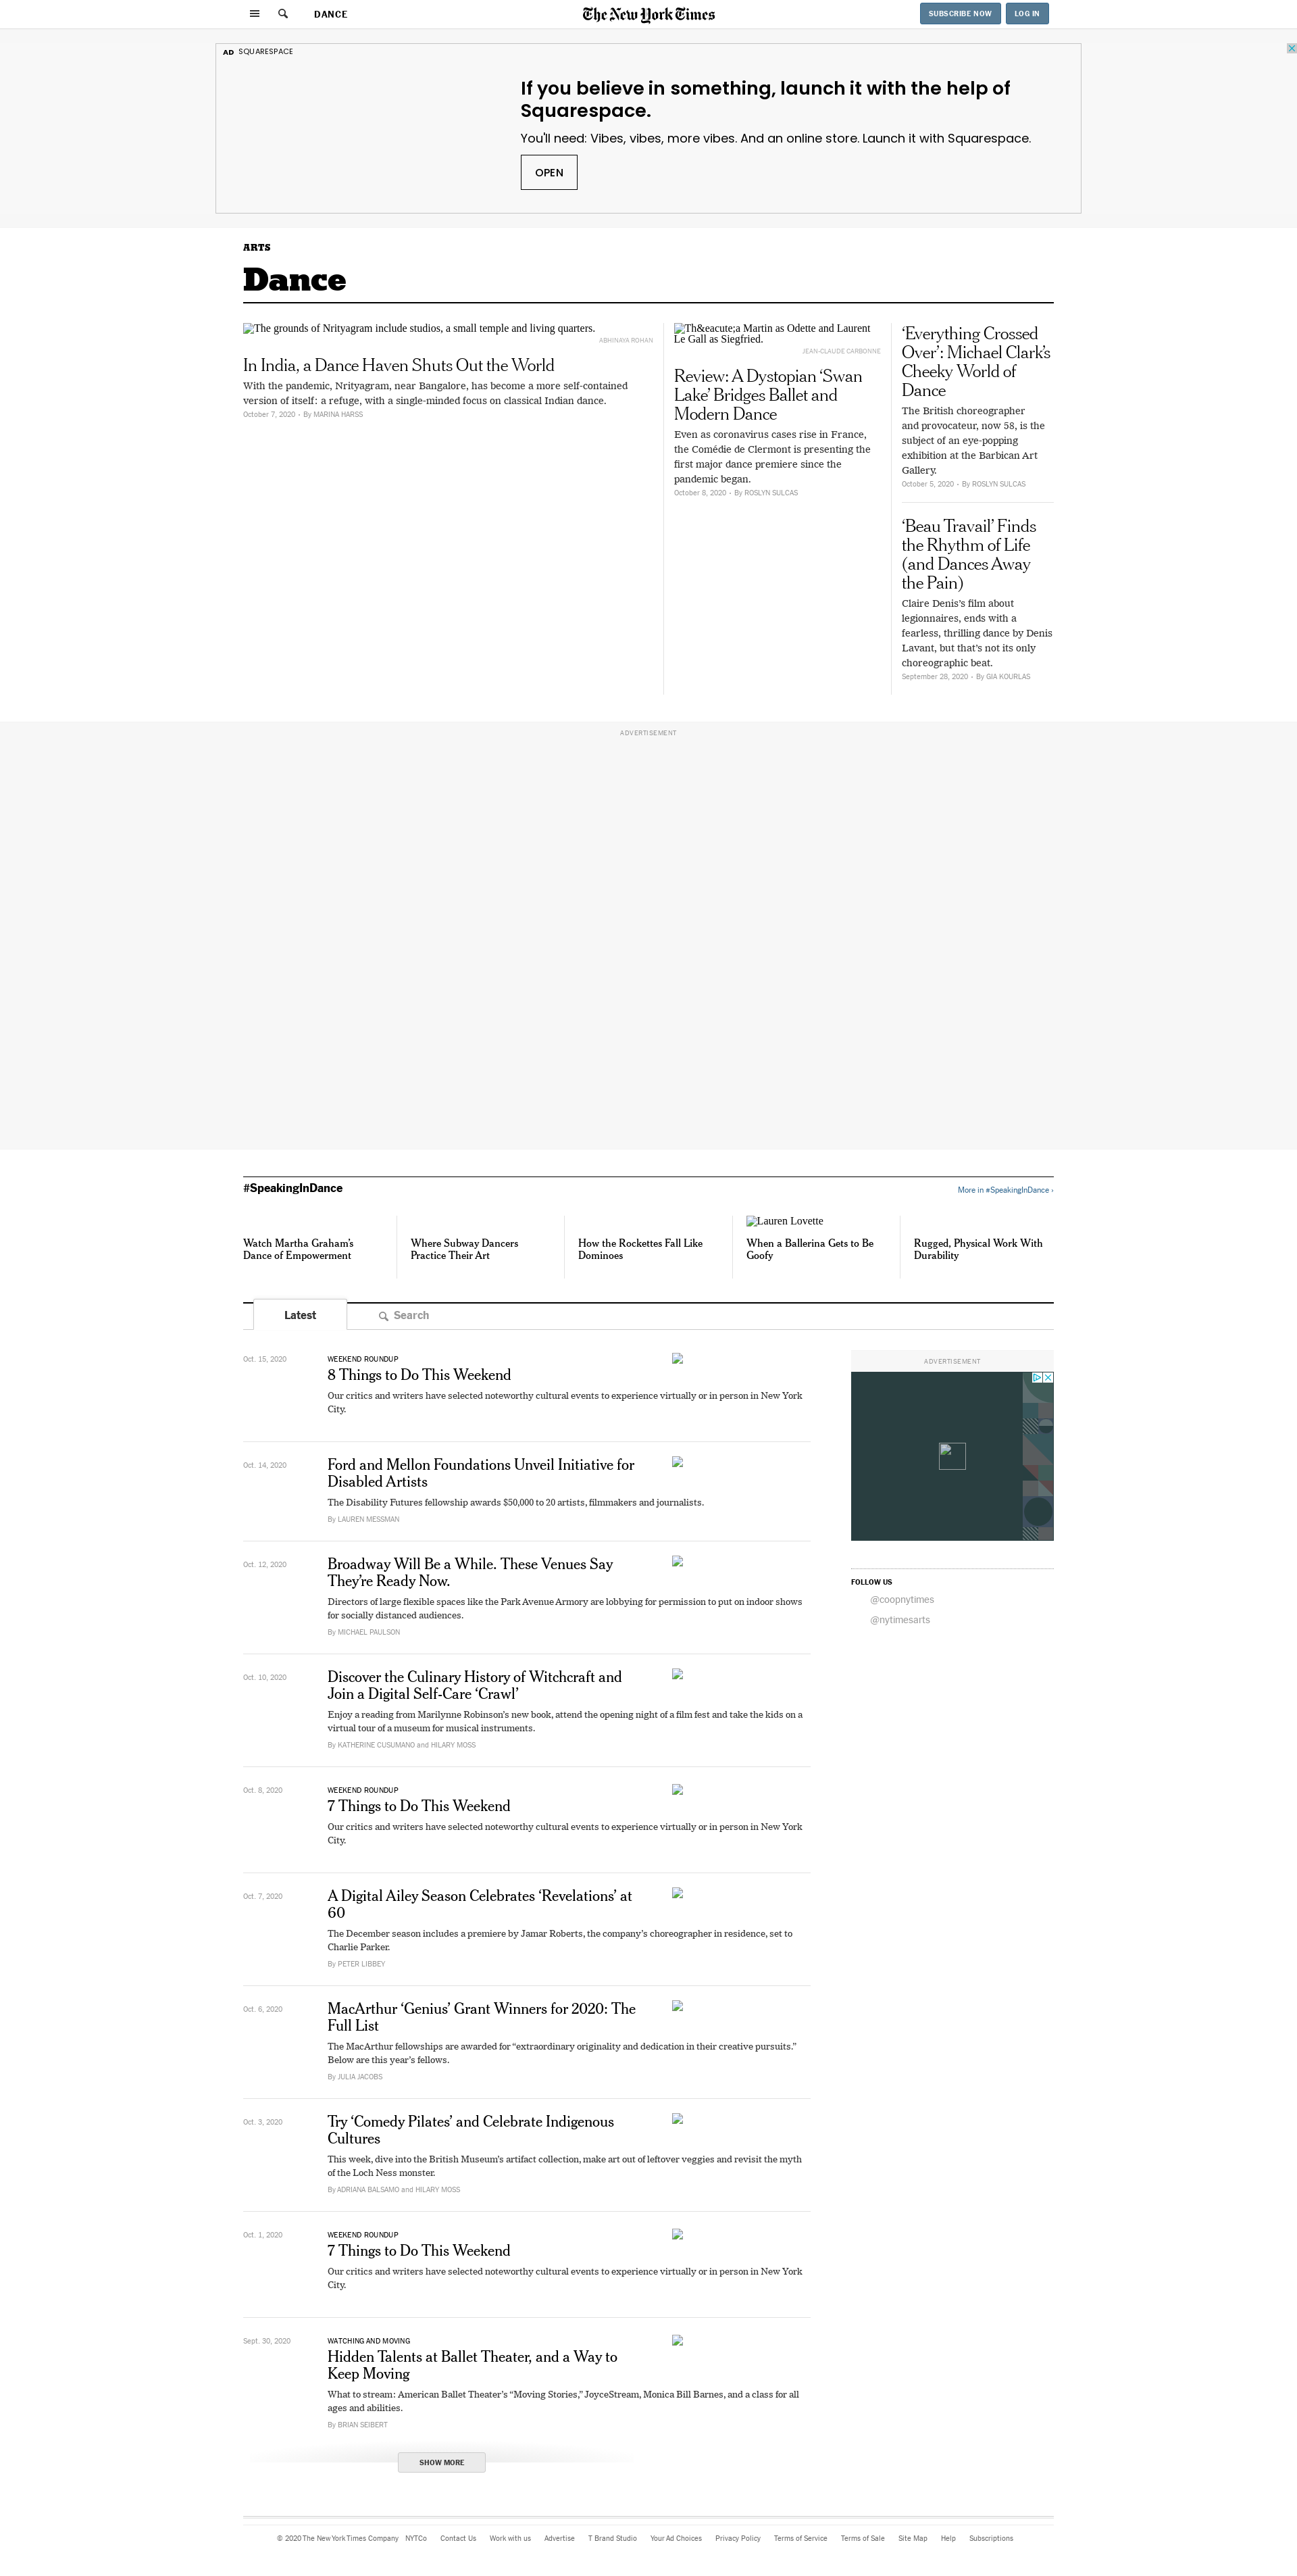 DANCE
The New York Times
SUBSCRIBE NOW
LOG IN
AD SQUARESPACE
If you believe in something, launch it with the help of
Squarespace.
You'll need: Vibes, vibes, more vibes. And an online store. Launch it with Squarespace.
OPEN
ARTS
Dance
The grounds of Nrityagram include studios, a small temple and living quarters.
ABHINAVA ROHAN
In India, a Dance Haven Shuts Out the World
With the pandemic, Nrityagram, near Bangalore, has become a more self-contained
version of itself: a refuge, with a single-minded focus on classical Indian dance.
October 7, 2020 - By MARINA HARSS
Th&eacute;a Martin as Odette and Laurent
Le Gall as Siegfried.
JEAN-CLAUDE CARBONNE
Review: A Dystopian ‘Swan
Lake’ Bridges Ballet and
Modern Dance
Even as coronavirus cases rise in France,
the Comédie de Clermont is presenting the
first major dance premiere since the
pandemic began.
October 8, 2020 - By ROSLYN SULCAS
‘Everything Crossed
Over’: Michael Clark’s
Cheeky World of
Dance
The British choreographer
and provocateur, now 58, is the
subject of an eye-popping
exhibition at the Barbican Art
Gallery.
October 5, 2020 - By ROSLYN SULCAS
‘Beau Travail’ Finds
the Rhythm of Life
(and Dances Away
the Pain)
Claire Denis’s film about
legionnaires, ends with a
fearless, thrilling dance by Denis
Lavant, but that’s not its only
choreographic beat.
September 28, 2020 - By GIA KOURLAS
ADVERTISEMENT
#SpeakingInDance
More in #SpeakingInDance ›
Watch Martha Graham’s
Dance of Empowerment
Where Subway Dancers
Practice Their Art
How the Rockettes Fall Like
Dominoes
Lauren Lovette
When a Ballerina Gets to Be
Goofy
Rugged, Physical Work With
Durability
Latest
Search
Oct. 15, 2020
WEEKEND ROUNDUP
8 Things to Do This Weekend
Our critics and writers have selected noteworthy cultural events to experience virtually or in person in New York
City.
Oct. 14, 2020
Ford and Mellon Foundations Unveil Initiative for
Disabled Artists
The Disability Futures fellowship awards $50,000 to 20 artists, filmmakers and journalists.
By LAUREN MESSMAN
Oct. 12, 2020
Broadway Will Be a While. These Venues Say
They’re Ready Now.
Directors of large flexible spaces like the Park Avenue Armory are lobbying for permission to put on indoor shows
for socially distanced audiences.
By MICHAEL PAULSON
Oct. 10, 2020
Discover the Culinary History of Witchcraft and
Join a Digital Self-Care ‘Crawl’
Enjoy a reading from Marilynne Robinson’s new book, attend the opening night of a film fest and take the kids on a
virtual tour of a museum for musical instruments.
By KATHERINE CUSUMANO and HILARY MOSS
Oct. 8, 2020
WEEKEND ROUNDUP
7 Things to Do This Weekend
Our critics and writers have selected noteworthy cultural events to experience virtually or in person in New York
City.
Oct. 7, 2020
A Digital Ailey Season Celebrates ‘Revelations’ at
60
The December season includes a premiere by Jamar Roberts, the company’s choreographer in residence, set to
Charlie Parker.
By PETER LIBBEY
Oct. 6, 2020
MacArthur ‘Genius’ Grant Winners for 2020: The
Full List
The MacArthur fellowships are awarded for “extraordinary originality and dedication in their creative pursuits.”
Below are this year’s fellows.
By JULIA JACOBS
Oct. 3, 2020
Try ‘Comedy Pilates’ and Celebrate Indigenous
Cultures
This week, dive into the British Museum’s artifact collection, make art out of leftover veggies and revisit the myth
of the Loch Ness monster.
By ADRIANA BALSAMO and HILARY MOSS
Oct. 1, 2020
WEEKEND ROUNDUP
7 Things to Do This Weekend
Our critics and writers have selected noteworthy cultural events to experience virtually or in person in New York
City.
Sept. 30, 2020
WATCHING AND MOVING
Hidden Talents at Ballet Theater, and a Way to
Keep Moving
What to stream: American Ballet Theater’s “Moving Stories,” JoyceStream, Monica Bill Barnes, and a class for all
ages and abilities.
By BRIAN SEIBERT
SHOW MORE
ADVERTISEMENT
FOLLOW US
@coopnytimes
@nytimesarts
© 2020 The New York Times Company NYTCo Contact Us Work with us Advertise T Brand Studio Your Ad Choices Privacy Policy Terms of Service Terms of Sale Site Map Help Subscriptions